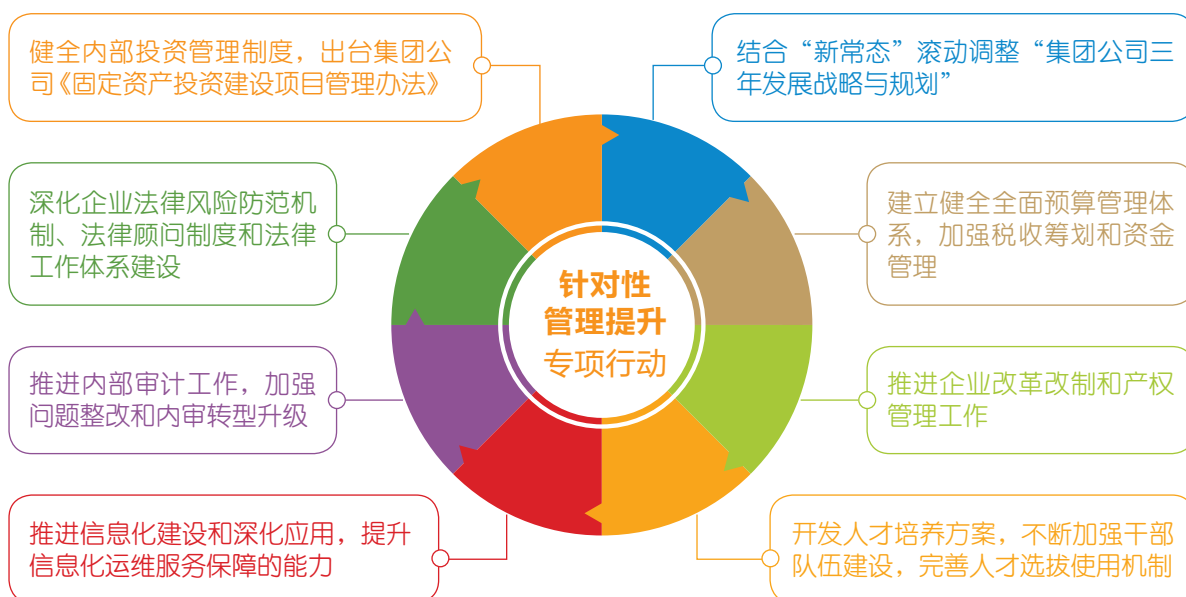 健全内部投资管理制度，出台集团公
司《固定资产投资建设项目管理办法》
结合“新常态”滚动调整“集团公司三
年发展战略与规划”
深化企业法律风险防范机
制、法律顾问制度和法律
工作体系建设
建立健全全面预算管理体
系，加强税收筹划和资金
管理
针对性
管理提升
专项行动
推进内部审计工作，加强
问题整改和内审转型升级
推进企业改革改制和产权
管理工作
推进信息化建设和深化应用，提升
信息化运维服务保障的能力
开发人才培养方案，不断加强干部
队伍建设，完善人才选拔使用机制